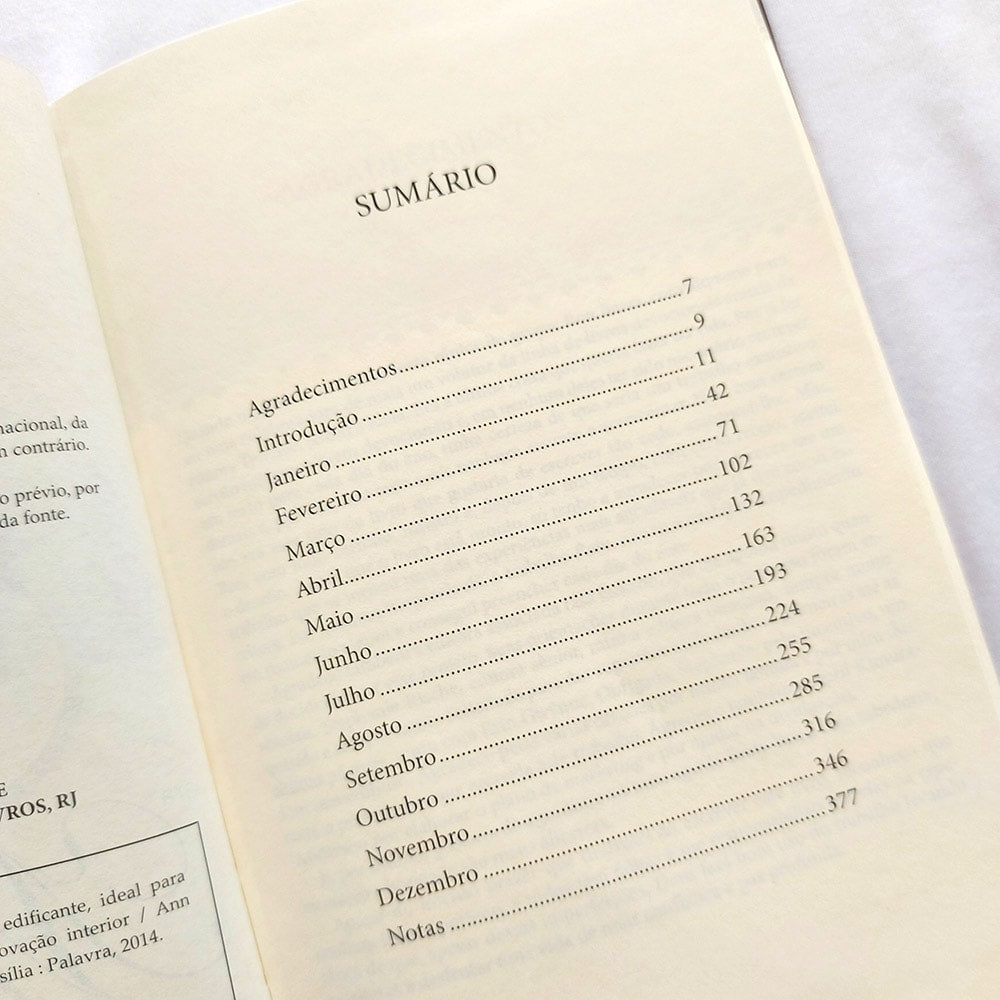 nacional, da
n contrário.
o prévio, por
da fonte.
E
VROS, RJ
edificante, ideal para
ovação interior / Ann
sília : Palavra, 2014.
SUMÁRIO
Agradecimentos..................................................7
Introdução..................................................9
Janeiro..................................................11
Fevereiro..................................................42
Março..................................................71
Abril..................................................102
Maio..................................................132
Junho..................................................163
Julho..................................................193
Agosto..................................................224
Setembro..................................................255
Outubro..................................................285
Novembro..................................................316
Dezembro..................................................346
Notas..................................................377